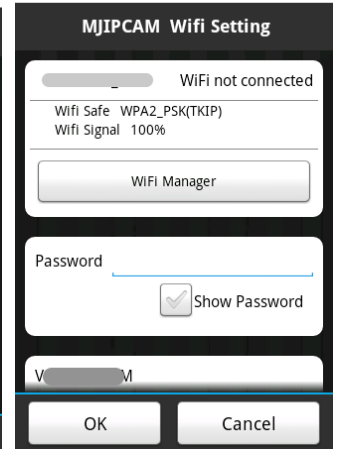 MJIPCAM Wifi Setting
WiFi not connected
Wifi Safe WPA2_PSK(TKIP)
Wifi Signal 100%
WiFi Manager
Password
Show Password
OK Cancel